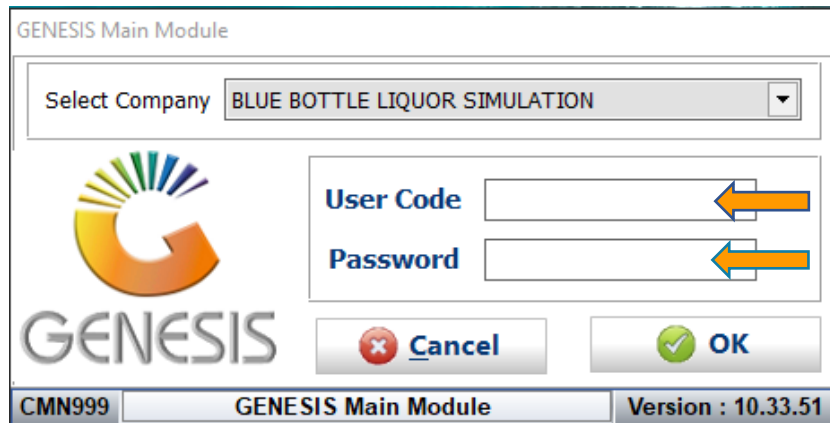 GENESIS Main Module
Select Company BLUE BOTTLE LIQUOR SIMULATION
User Code
Password
GENESIS
Cancel OK
CMN999 GENESIS Main Module Version : 10.33.51